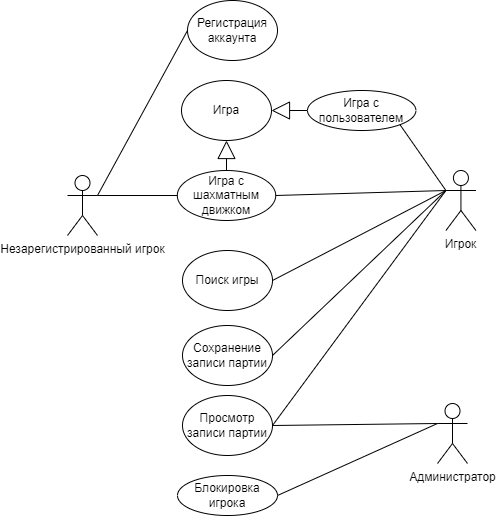 Регистрация
аккаунта
Игра
Игра с
пользователем
Игра с
шахматным
движком
Незарегистрированный игрок
Игрок
Поиск игры
Сохранение
записи партии
Просмотр
записи партии
Администратор
Блокировка
игрока